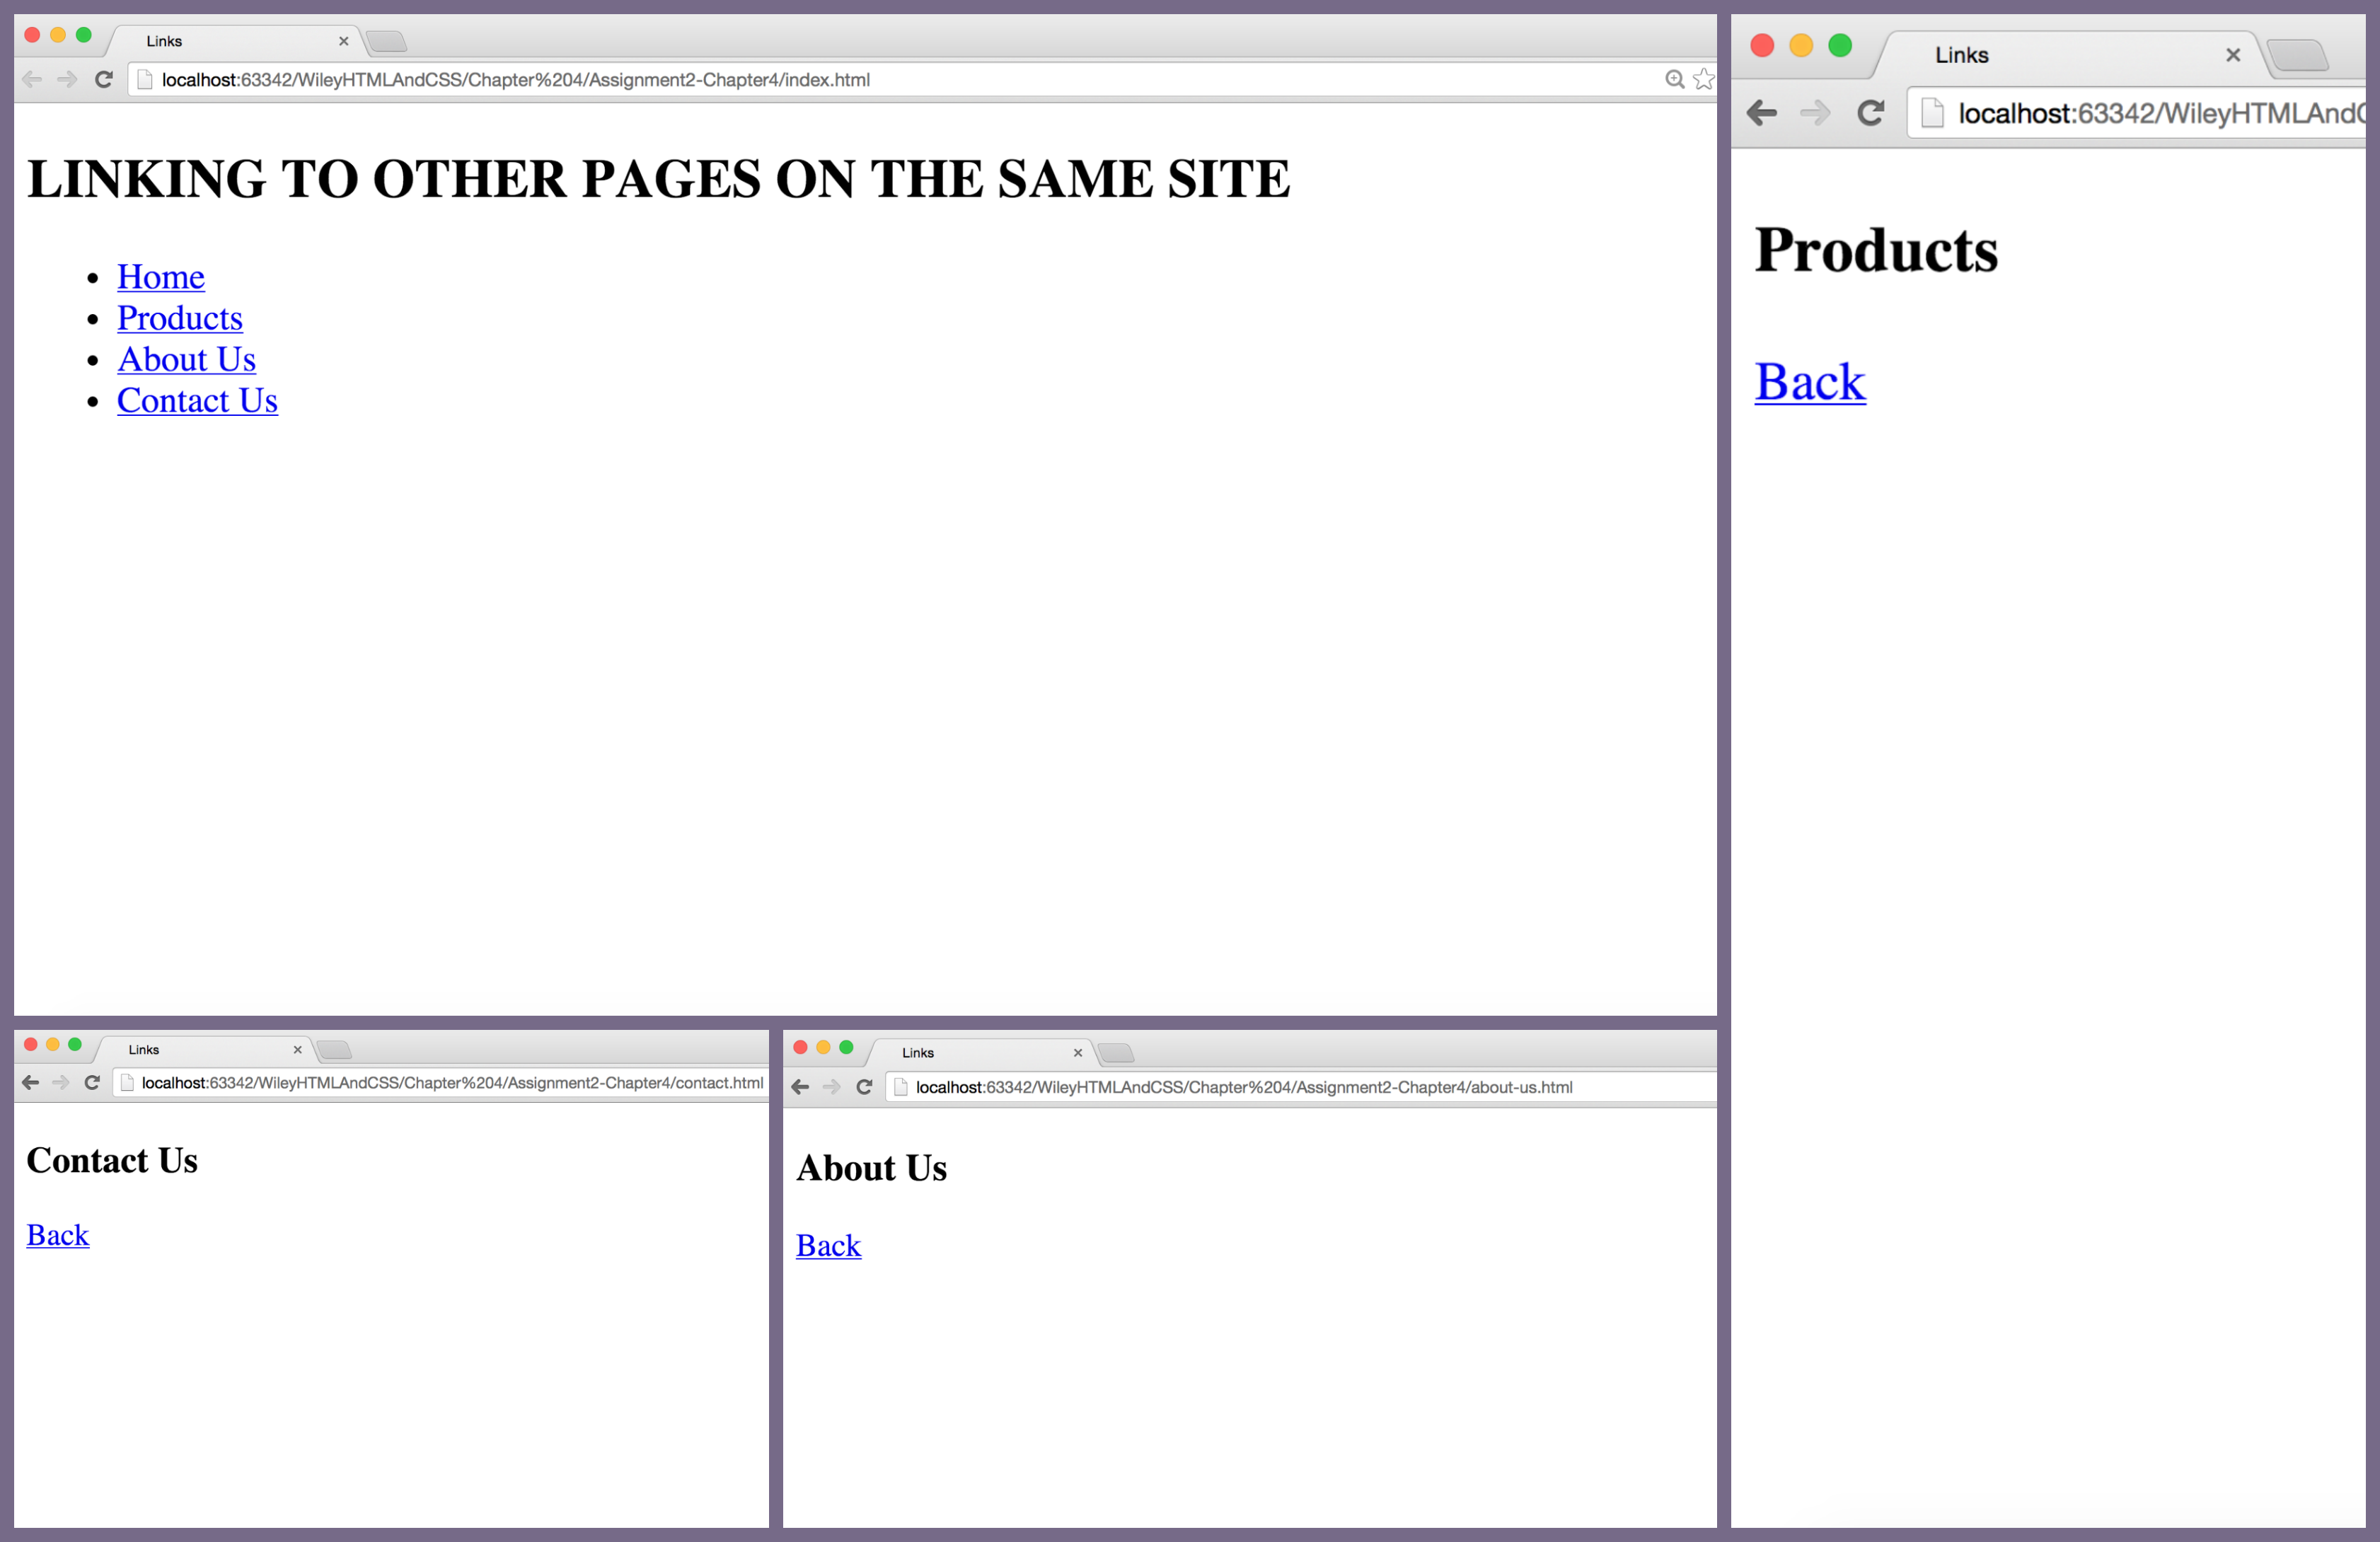 Links
localhost:63342/WileyHTMLAndCSS/Chapter%204/Assignment2-Chapter4/index.html
LINKING TO OTHER PAGES ON THE SAME SITE
Home
Products
About Us
Contact Us
Links
localhost:63342/WileyHTMLAnd
Products
Back
Links
localhost:63342/WileyHTMLAndCSS/Chapter%204/Assignment2-Chapter4/contact.html
Contact Us
Back
Links
localhost:63342/WileyHTMLAndCSS/Chapter%204/Assignment2-Chapter4/about-us.html
About Us
Back